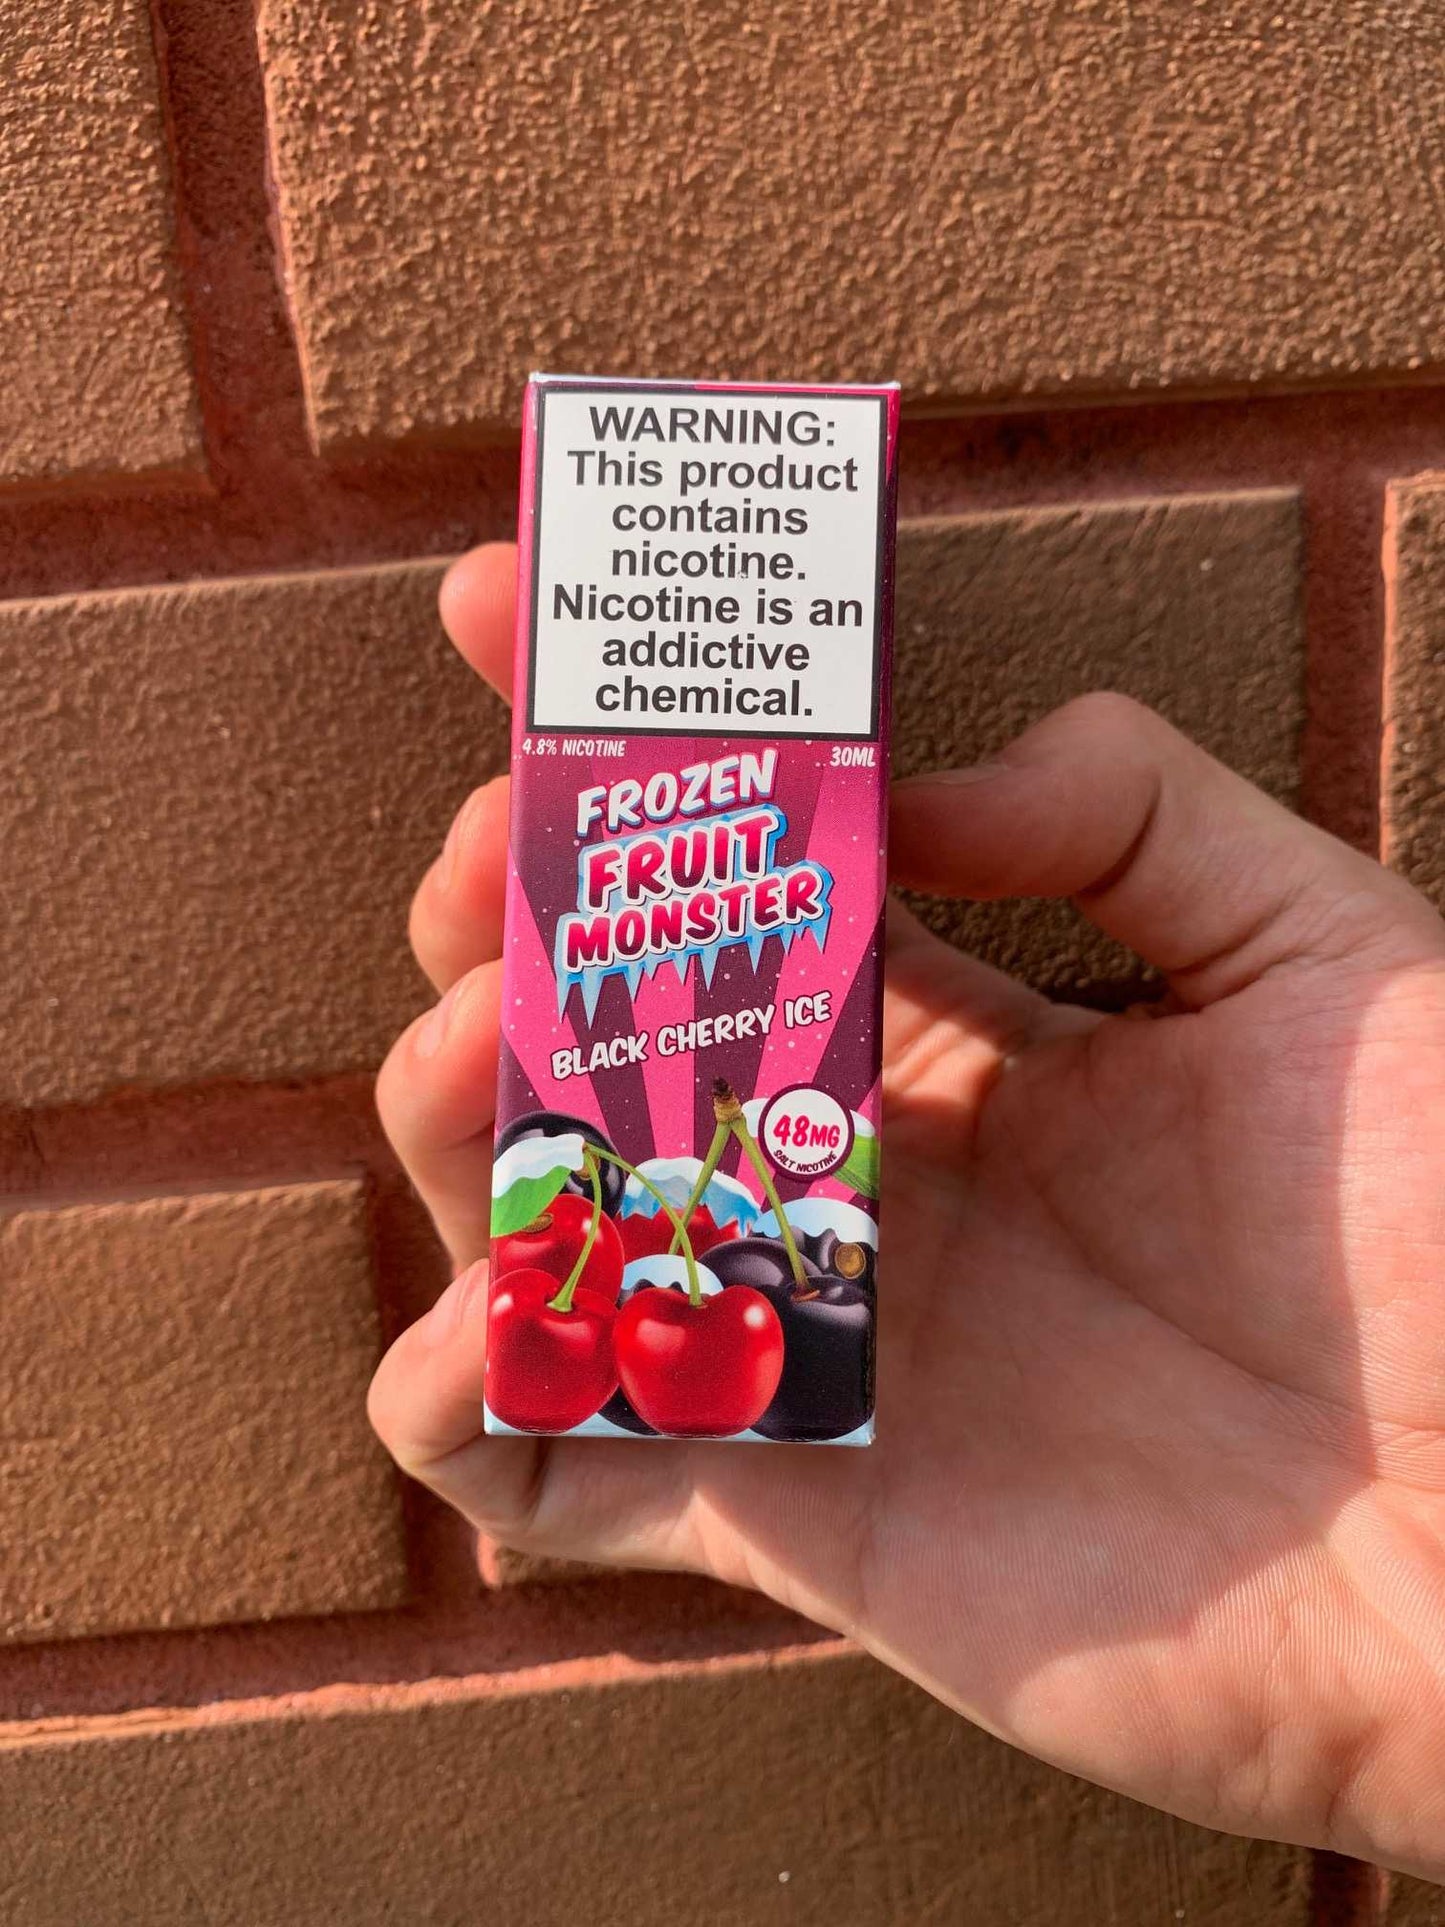 WARNING:
This product
contains
nicotine.
Nicotine is an
addictive
chemical.
4.8% NICOTINE
30ML
FROZEN
FRUIT
MONSTER
BLACK CHERRY ICE
48MG
SALT NICOTINE